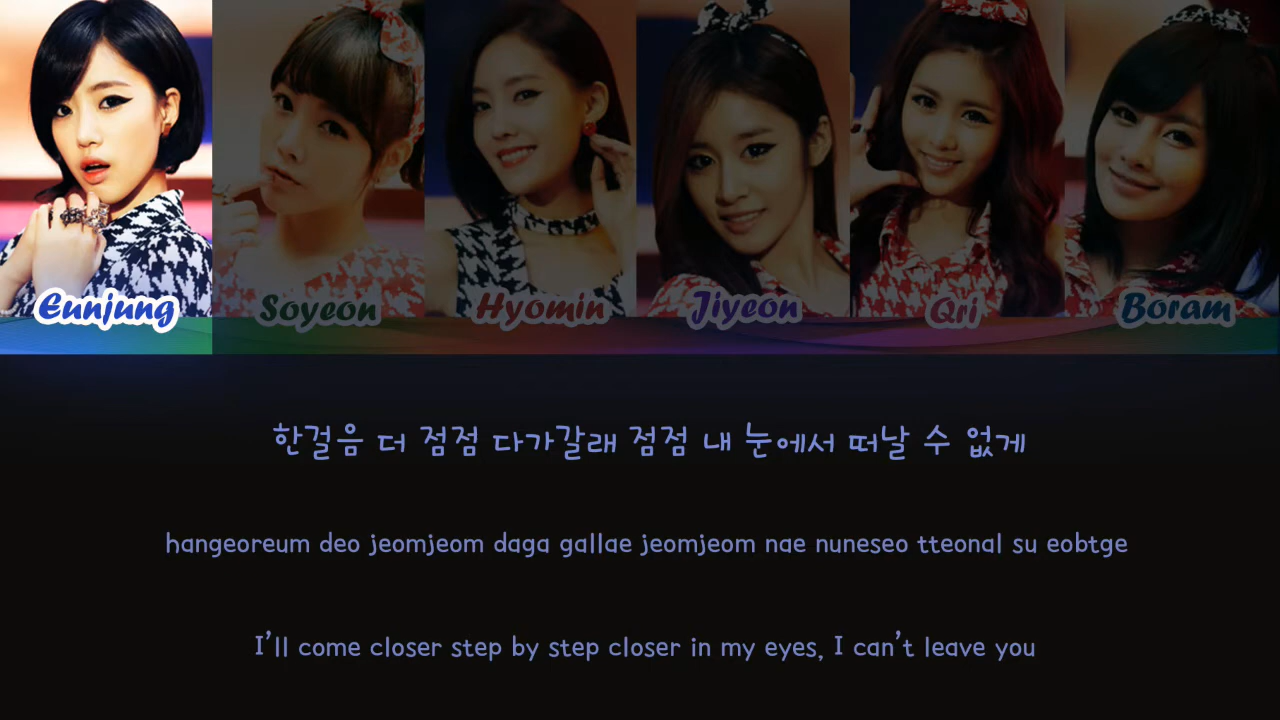 Eunjung Soyeon Hyomin Jiyeon Qri Boram
한걸음 더 점점 다가갈래 점점 내 눈에서 떠날 수 없게
hangeoreum deo jeomjeom daga gallae jeomjeom nae nuneseo tteonal su eobtge
I'll come closer step by step closer in my eyes, I can't leave you